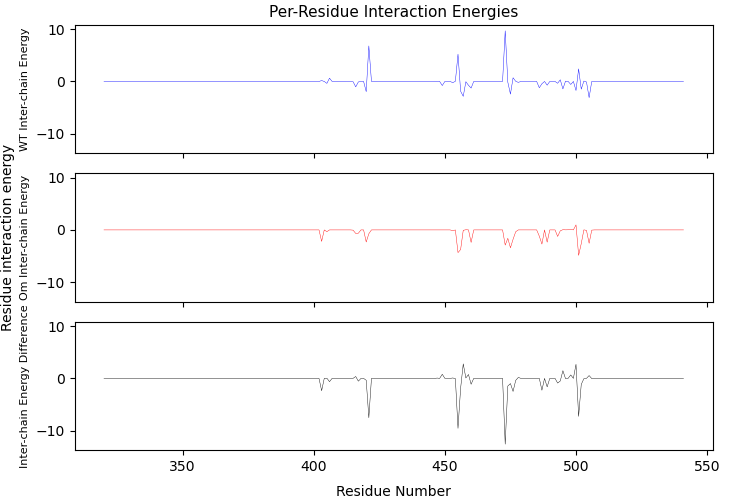 Per-Residue Interaction Energies
Residue interaction energy
WT Inter-chain Energy
10
0
−10
Om Inter-chain Energy
10
0
−10
Inter-chain Energy Difference
10
0
−10
350
400
450
500
550
Residue Number